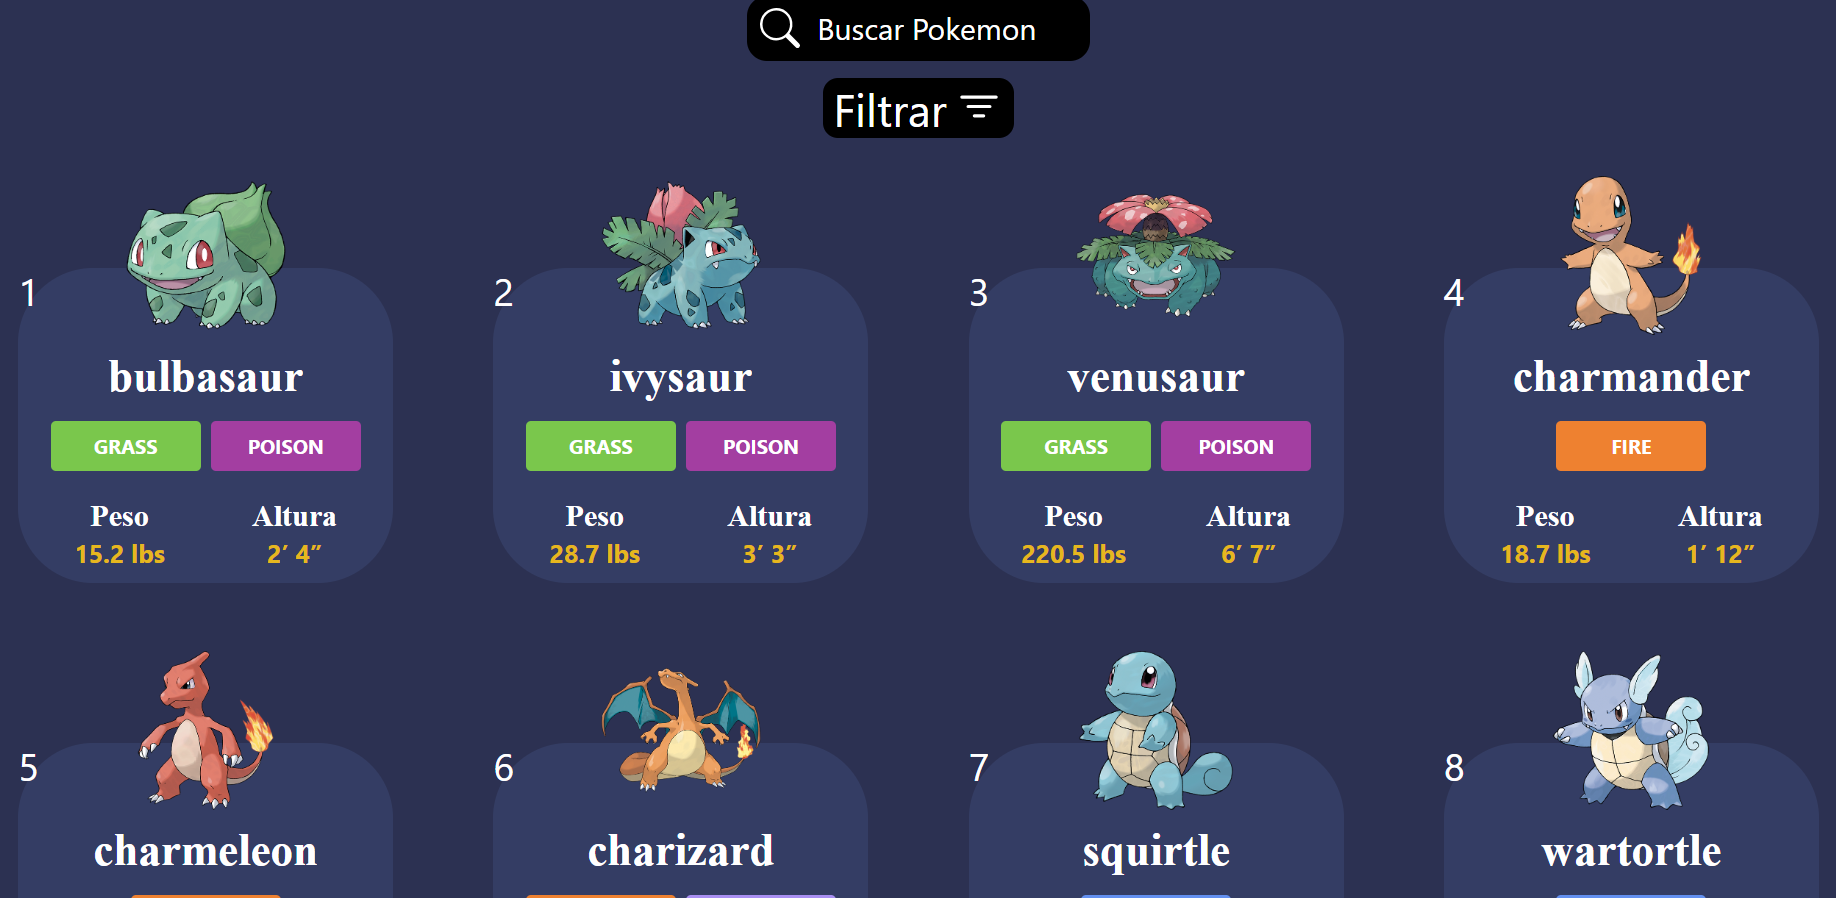 Buscar Pokemon
Filtrar
1
2
3
4
bulbasaur
ivysaur
venusaur
charmander
GRASS POISON
GRASS POISON
GRASS POISON
FIRE
Peso Altura
Peso Altura
Peso Altura
Peso Altura
15.2 lbs 2′ 4″
28.7 lbs 3′ 3″
220.5 lbs 6′ 7″
18.7 lbs 1′ 12″
5
6
7
8
charmeleon
charizard
squirtle
wartortle